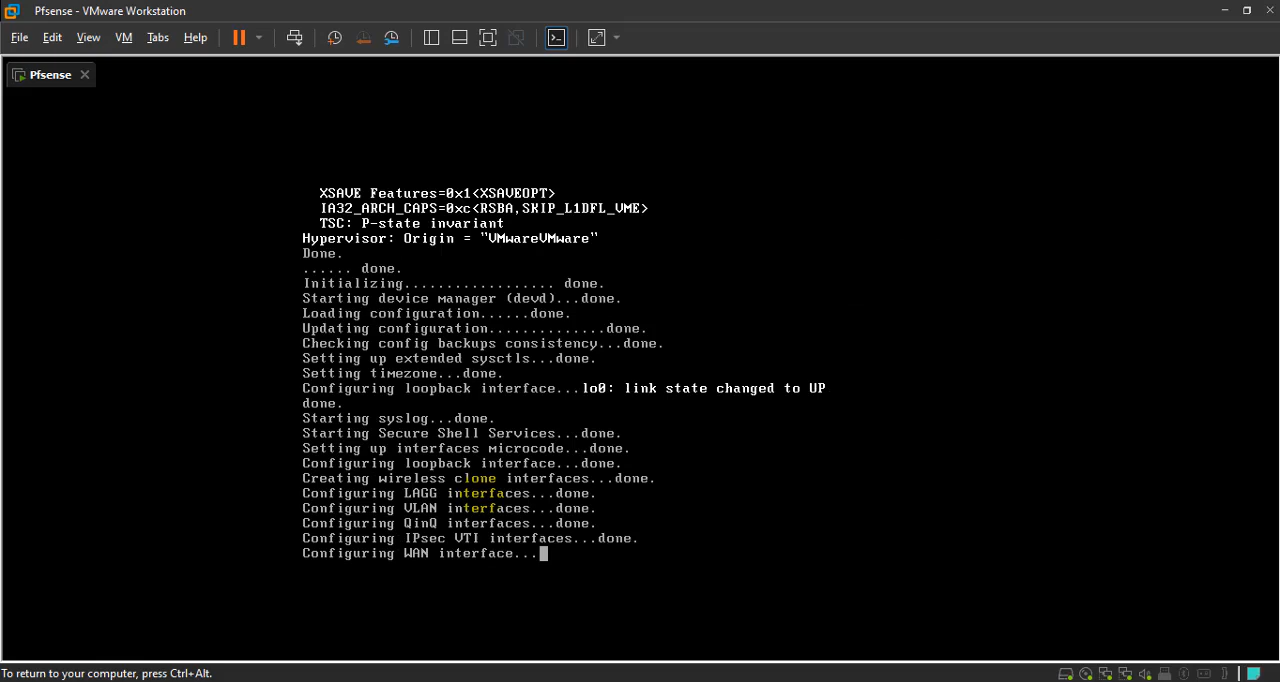 Pfsense - VMware Workstation
File Edit View VM Tabs Help
Pfsense
XSAVE Features=0x1<XSAVEOPT>
IA32_ARCH_CAPS=0xc<RSBA,SKIP_L1DFL_VME>
TSC: P-state invariant
Hypervisor: Origin = "VMwareVMware"
Done.
...... done.
Initializing.................. done.
Starting device manager (devd)...done.
Loading configuration......done.
Updating configuration..............done.
Checking config backups consistency...done.
Setting up extended sysctls...done.
Setting timezone...done.
Configuring loopback interface...lo0: link state changed to UP
done.
Starting syslog...done.
Starting Secure Shell Services...done.
Setting up interfaces microcode...done.
Configuring loopback interface...done.
Creating wireless clone interfaces...done.
Configuring LAGG interfaces...done.
Configuring VLAN interfaces...done.
Configuring QinQ interfaces...done.
Configuring IPsec VTI interfaces...done.
Configuring WAN interface...
To return to your computer, press Ctrl+Alt.